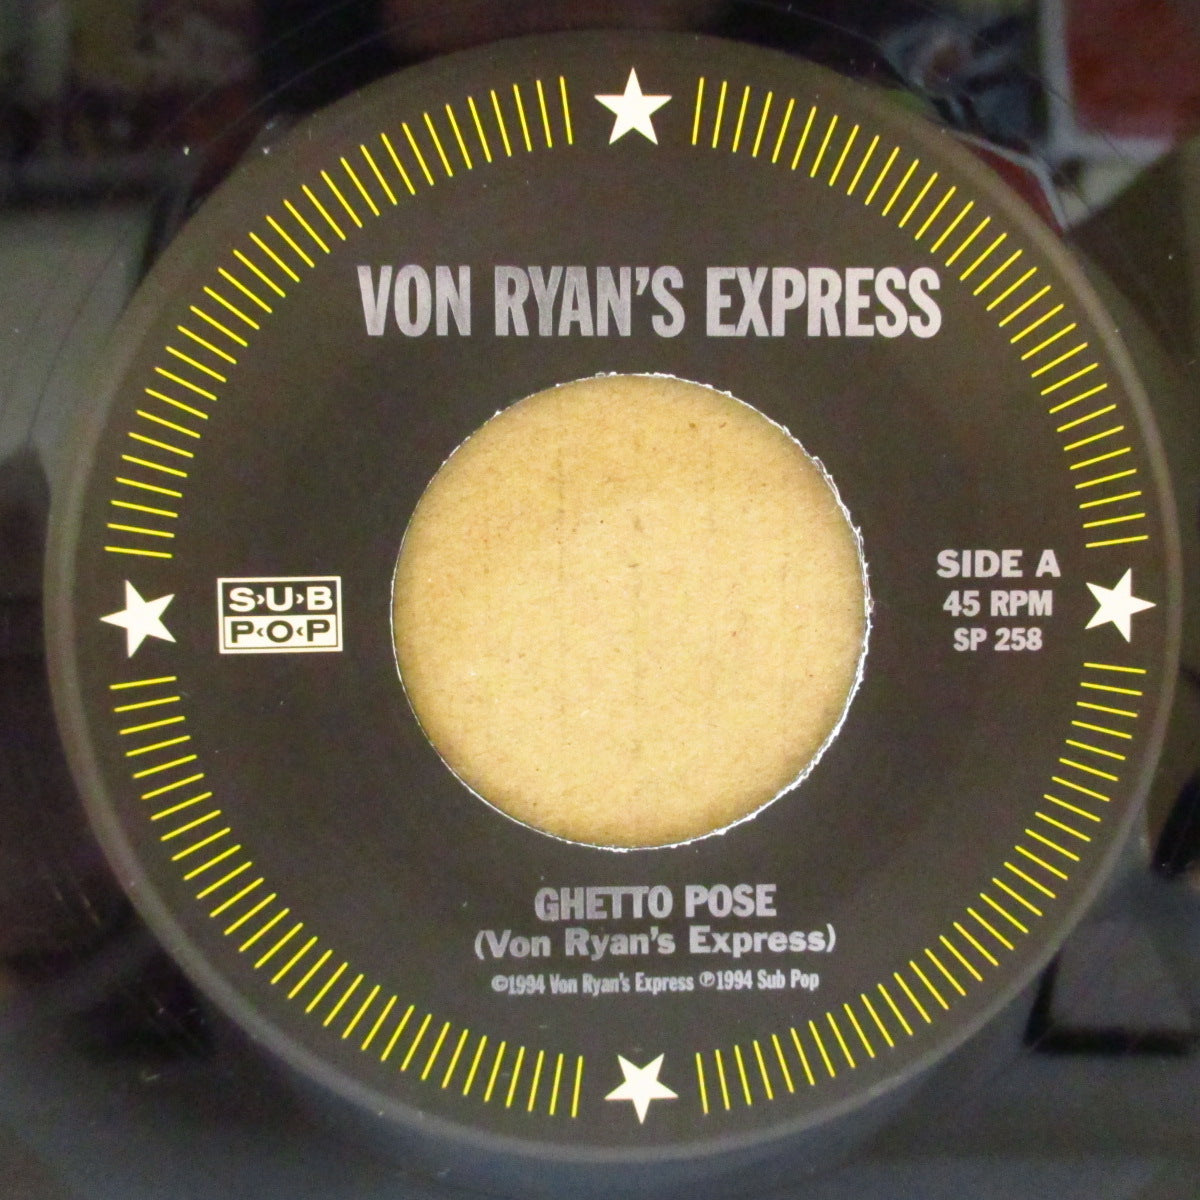 VON RYAN'S EXPRESS
S›U›B
P‹O‹P
SIDE A
45 RPM
SP 258
GHETTO POSE
(Von Ryan's Express)
©1994 Von Ryan's Express ℗1994 Sub Pop